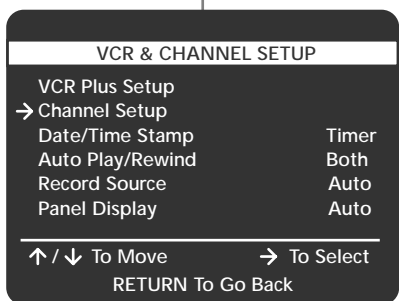 VCR & CHANNEL SETUP
VCR Plus Setup
→ Channel Setup
Date/Time Stamp Timer
Auto Play/Rewind Both
Record Source Auto
Panel Display Auto
↑ / ↓ To Move → To Select
RETURN To Go Back